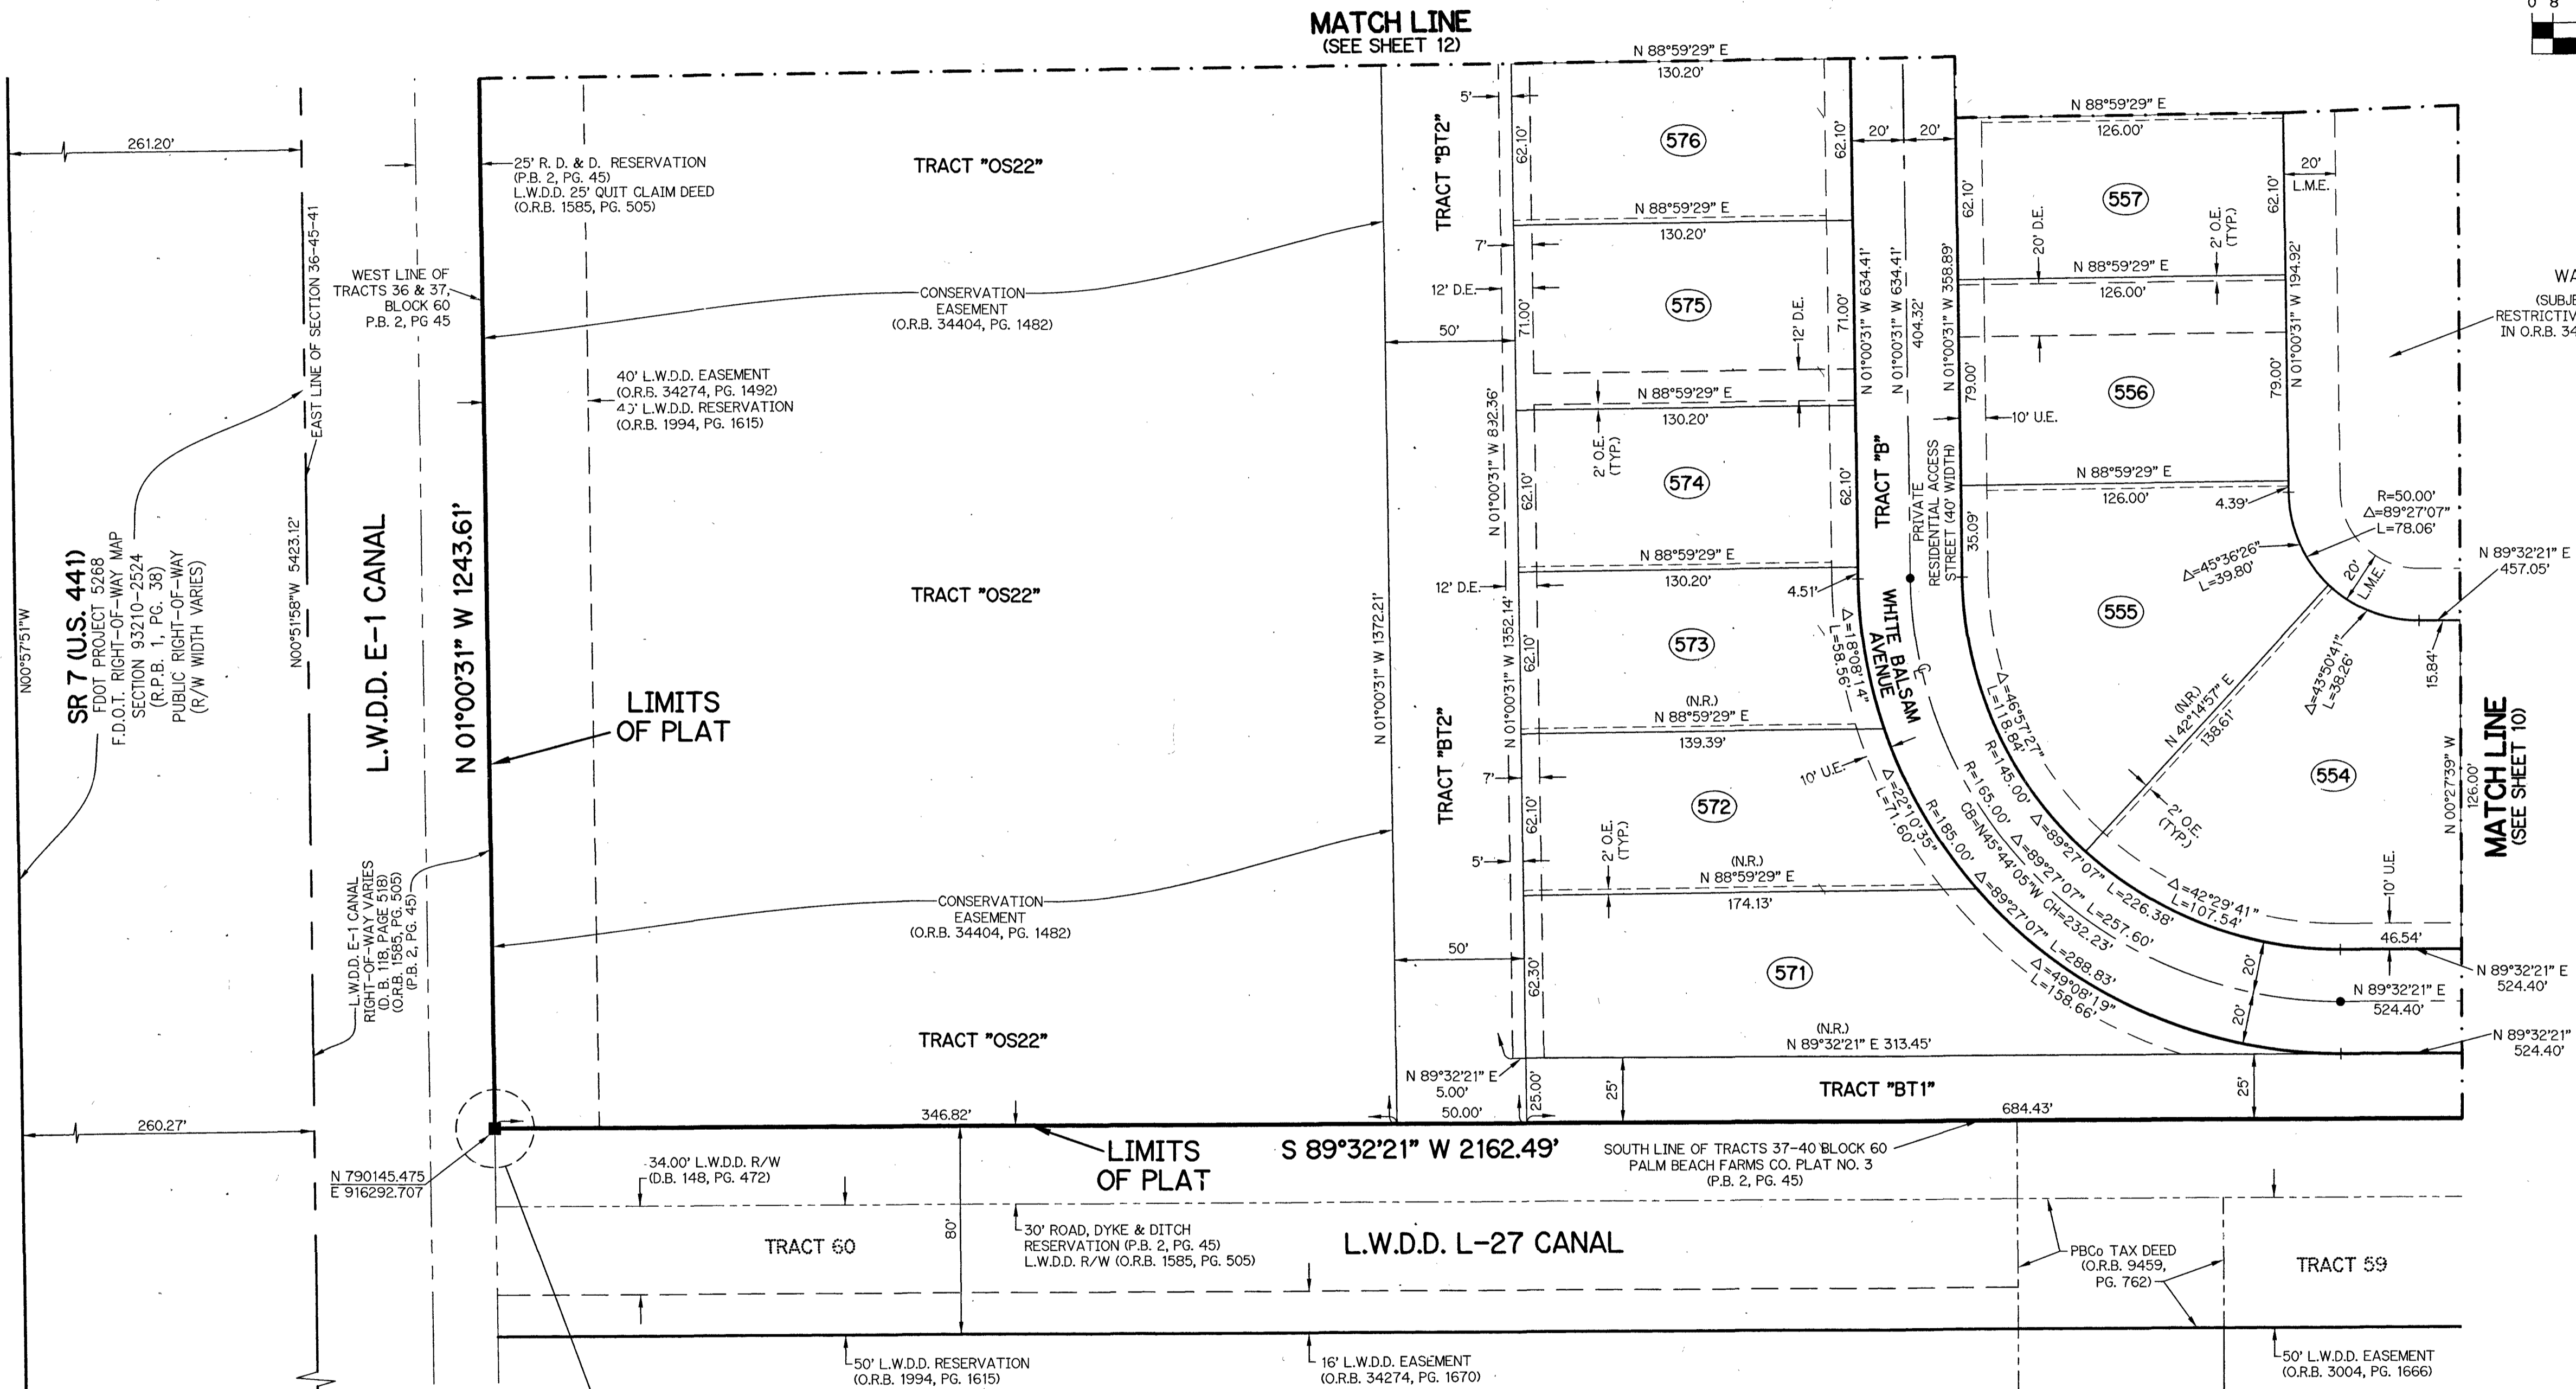 MATCH LINE
(SEE SHEET 12)
0 8
261.20'
25' R. D. & D. RESERVATION
(P.B. 2, PG. 45)
L.W.D.D. 25' QUIT CLAIM DEED
(O.R.B. 1585, PG. 505)
TRACT "OS22"
WEST LINE OF
TRACTS 36 & 37,
BLOCK 60
P.B. 2, PG 45
EAST LINE OF SECTION 36-45-41
CONSERVATION
EASEMENT
(O.R.B. 34404, PG. 1482)
40' L.W.D.D. EASEMENT
(O.R.B. 34274, PG. 1492)
L.W.D.D. RESERVATION
(O.R.B. 1994, PG. 1615)
N00°57'51"W
SR 7 (U.S. 441)
FDOT PROJECT 5268
F.D.O.T. RIGHT-OF-WAY MAP
SECTION 93210-2524
(R.P.B. 1, PG. 38)
PUBLIC RIGHT-OF-WAY
(R/W WIDTH VARIES)
N00°51'58"W 5423.12'
L.W.D.D. E-1 CANAL
N 01°00'31" W 1243.61'
TRACT "OS22"
LIMITS
OF PLAT
L.W.D.D. E-1 CANAL
RIGHT-OF-WAY VARIES
(D. B. 118, PAGE 518)
(O.R.B. 1585, PG. 505)
(P.B. 2, PG. 45)
CONSERVATION
EASEMENT
(O.R.B. 34404, PG. 1482)
TRACT "OS22"
260.27'
N 790145.475
E 916292.707
346.82'
N 01°00'31" W 1372.21'
TRACT "BT2"
5'
7'
12' D.E.
50'
N 01°00'31" W 892.36'
12' D.E.
N 01°00'31" W 1352.14'
TRACT "BT2"
7'
5'
50'
N 89°32'21" E
5.00'
50.00'
25.00'
N 88°59'29" E
130.20'
62.10'
576
62.10'
N 88°59'29" E
130.20'
71.00'
575
12' D.E.
71.00'
N 88°59'29" E
130.20'
2' O.E.
(TYP.)
62.10'
574
62.10'
N 88°59'29" E
130.20'
4.51'
62.10'
573
Δ=18°08'14"
L=58.56'
(N.R.)
N 88°59'29" E
139.39'
10' U.E.
62.10'
572
Δ=22°10'35"
L=71.60'
2' O.E.
(TYP.)
(N.R.)
N 88°59'29" E
174.13'
62.30'
571
Δ=49°08'19"
L=158.66'
(N.R.)
N 89°32'21" E 313.45'
25'
TRACT "BT1"
25'
684.43'
20'
20'
N 01°00'31" W 634.41'
N 01°00'31" W 634.41'
404.32'
N 01°00'31" W 358.89'
TRACT "B"
PRIVATE
RESIDENTIAL ACCESS
STREET (40' WIDTH)
WHITE BALSAM
AVENUE
R=185.00' Δ=89°27'07" L=288.83'
R=165.00' Δ=89°27'07" L=257.60'
CB=N45°44'05"W CH=232.23'
R=145.00' Δ=89°27'07" L=226.38'
Δ=46°57'27"
L=118.84'
Δ=42°29'41"
L=107.54'
N 88°59'29" E
126.00'
20'
L.M.E.
62.10'
557
62.10'
20' D.E.
2' O.E.
(TYP.)
N 88°59'29" E
126.00'
N 01°00'31" W 194.92'
79.00'
556
79.00'
10' U.E.
N 88°59'29" E
126.00'
4.39'
35.09'
R=50.00'
Δ=89°27'07"
L=78.06'
Δ=45°36'26"
L=39.80'
20'
L.M.E.
N 89°32'21" E
457.05'
555
Δ=43°50'41"
L=38.26'
15.84'
(N.R.)
N 42°14'57" E
138.61'
2' O.E.
(TYP.)
554
N 00°27'39" W
126.00'
MATCH LINE
(SEE SHEET 10)
10' U.E.
46.54'
N 89°32'21" E
524.40'
20'
20'
N 89°32'21" E
524.40'
N 89°32'21"
524.40'
WA
(SUBJE
RESTRICTIV
IN O.R.B. 34
LIMITS
OF PLAT
S 89°32'21" W 2162.49'
SOUTH LINE OF TRACTS 37-40 BLOCK 60
PALM BEACH FARMS CO. PLAT NO. 3
(P.B. 2, PG. 45)
34.00' L.W.D.D. R/W
(D.B. 148, PG. 472)
TRACT 60
80'
30' ROAD, DYKE & DITCH
RESERVATION (P.B. 2, PG. 45)
L.W.D.D. R/W (O.R.B. 1585, PG. 505)
L.W.D.D. L-27 CANAL
PBCo TAX DEED
(O.R.B. 9459,
PG. 762)
TRACT 59
50' L.W.D.D. RESERVATION
(O.R.B. 1994, PG. 1615)
16' L.W.D.D. EASEMENT
(O.R.B. 34274, PG. 1670)
50' L.W.D.D. EASEMENT
(O.R.B. 3004, PG. 1666)